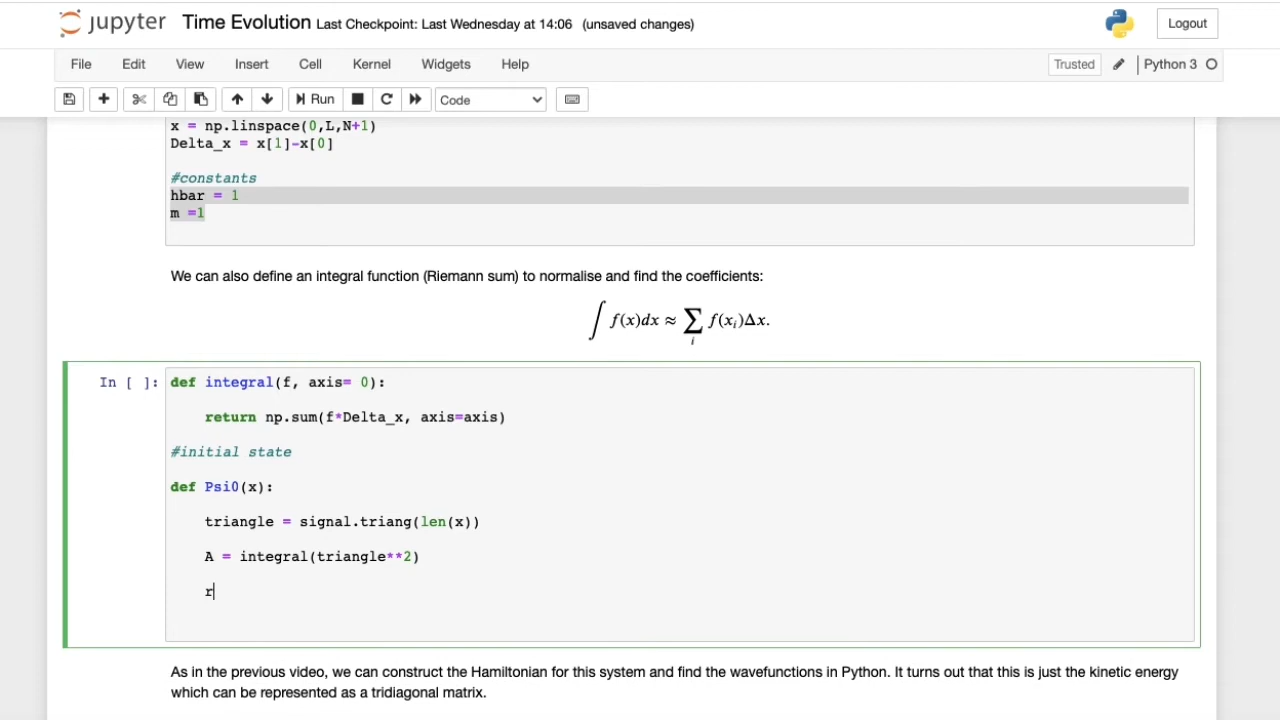 jupyter Time Evolution Last Checkpoint: Last Wednesday at 14:06 (unsaved changes)
Logout
File Edit View Insert Cell Kernel Widgets Help
Trusted Python 3
Run Code
x = np.linspace(0,L,N+1)
Delta_x = x[1]-x[0]
#constants
hbar = 1
m =1
We can also define an integral function (Riemann sum) to normalise and find the coefficients:
∫ f(x)dx ≈ ∑ᵢ f(xᵢ)Δx.
In [ ]: def integral(f, axis= 0):
return np.sum(f*Delta_x, axis=axis)
#initial state
def Psi0(x):
triangle = signal.triang(len(x))
A = integral(triangle**2)
r
As in the previous video, we can construct the Hamiltonian for this system and find the wavefunctions in Python. It turns out that this is just the kinetic energy
which can be represented as a tridiagonal matrix.